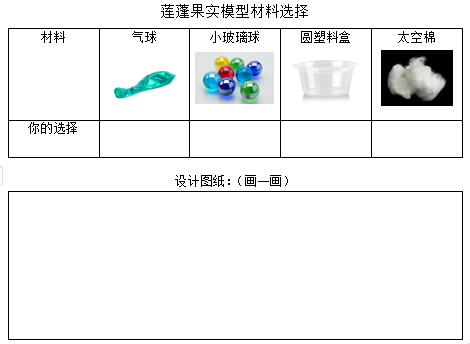 莲蓬果实模型材料选择
材料 气球 小玻璃球 圆塑料盒 太空棉
你的选择
设计图纸：（画一画）